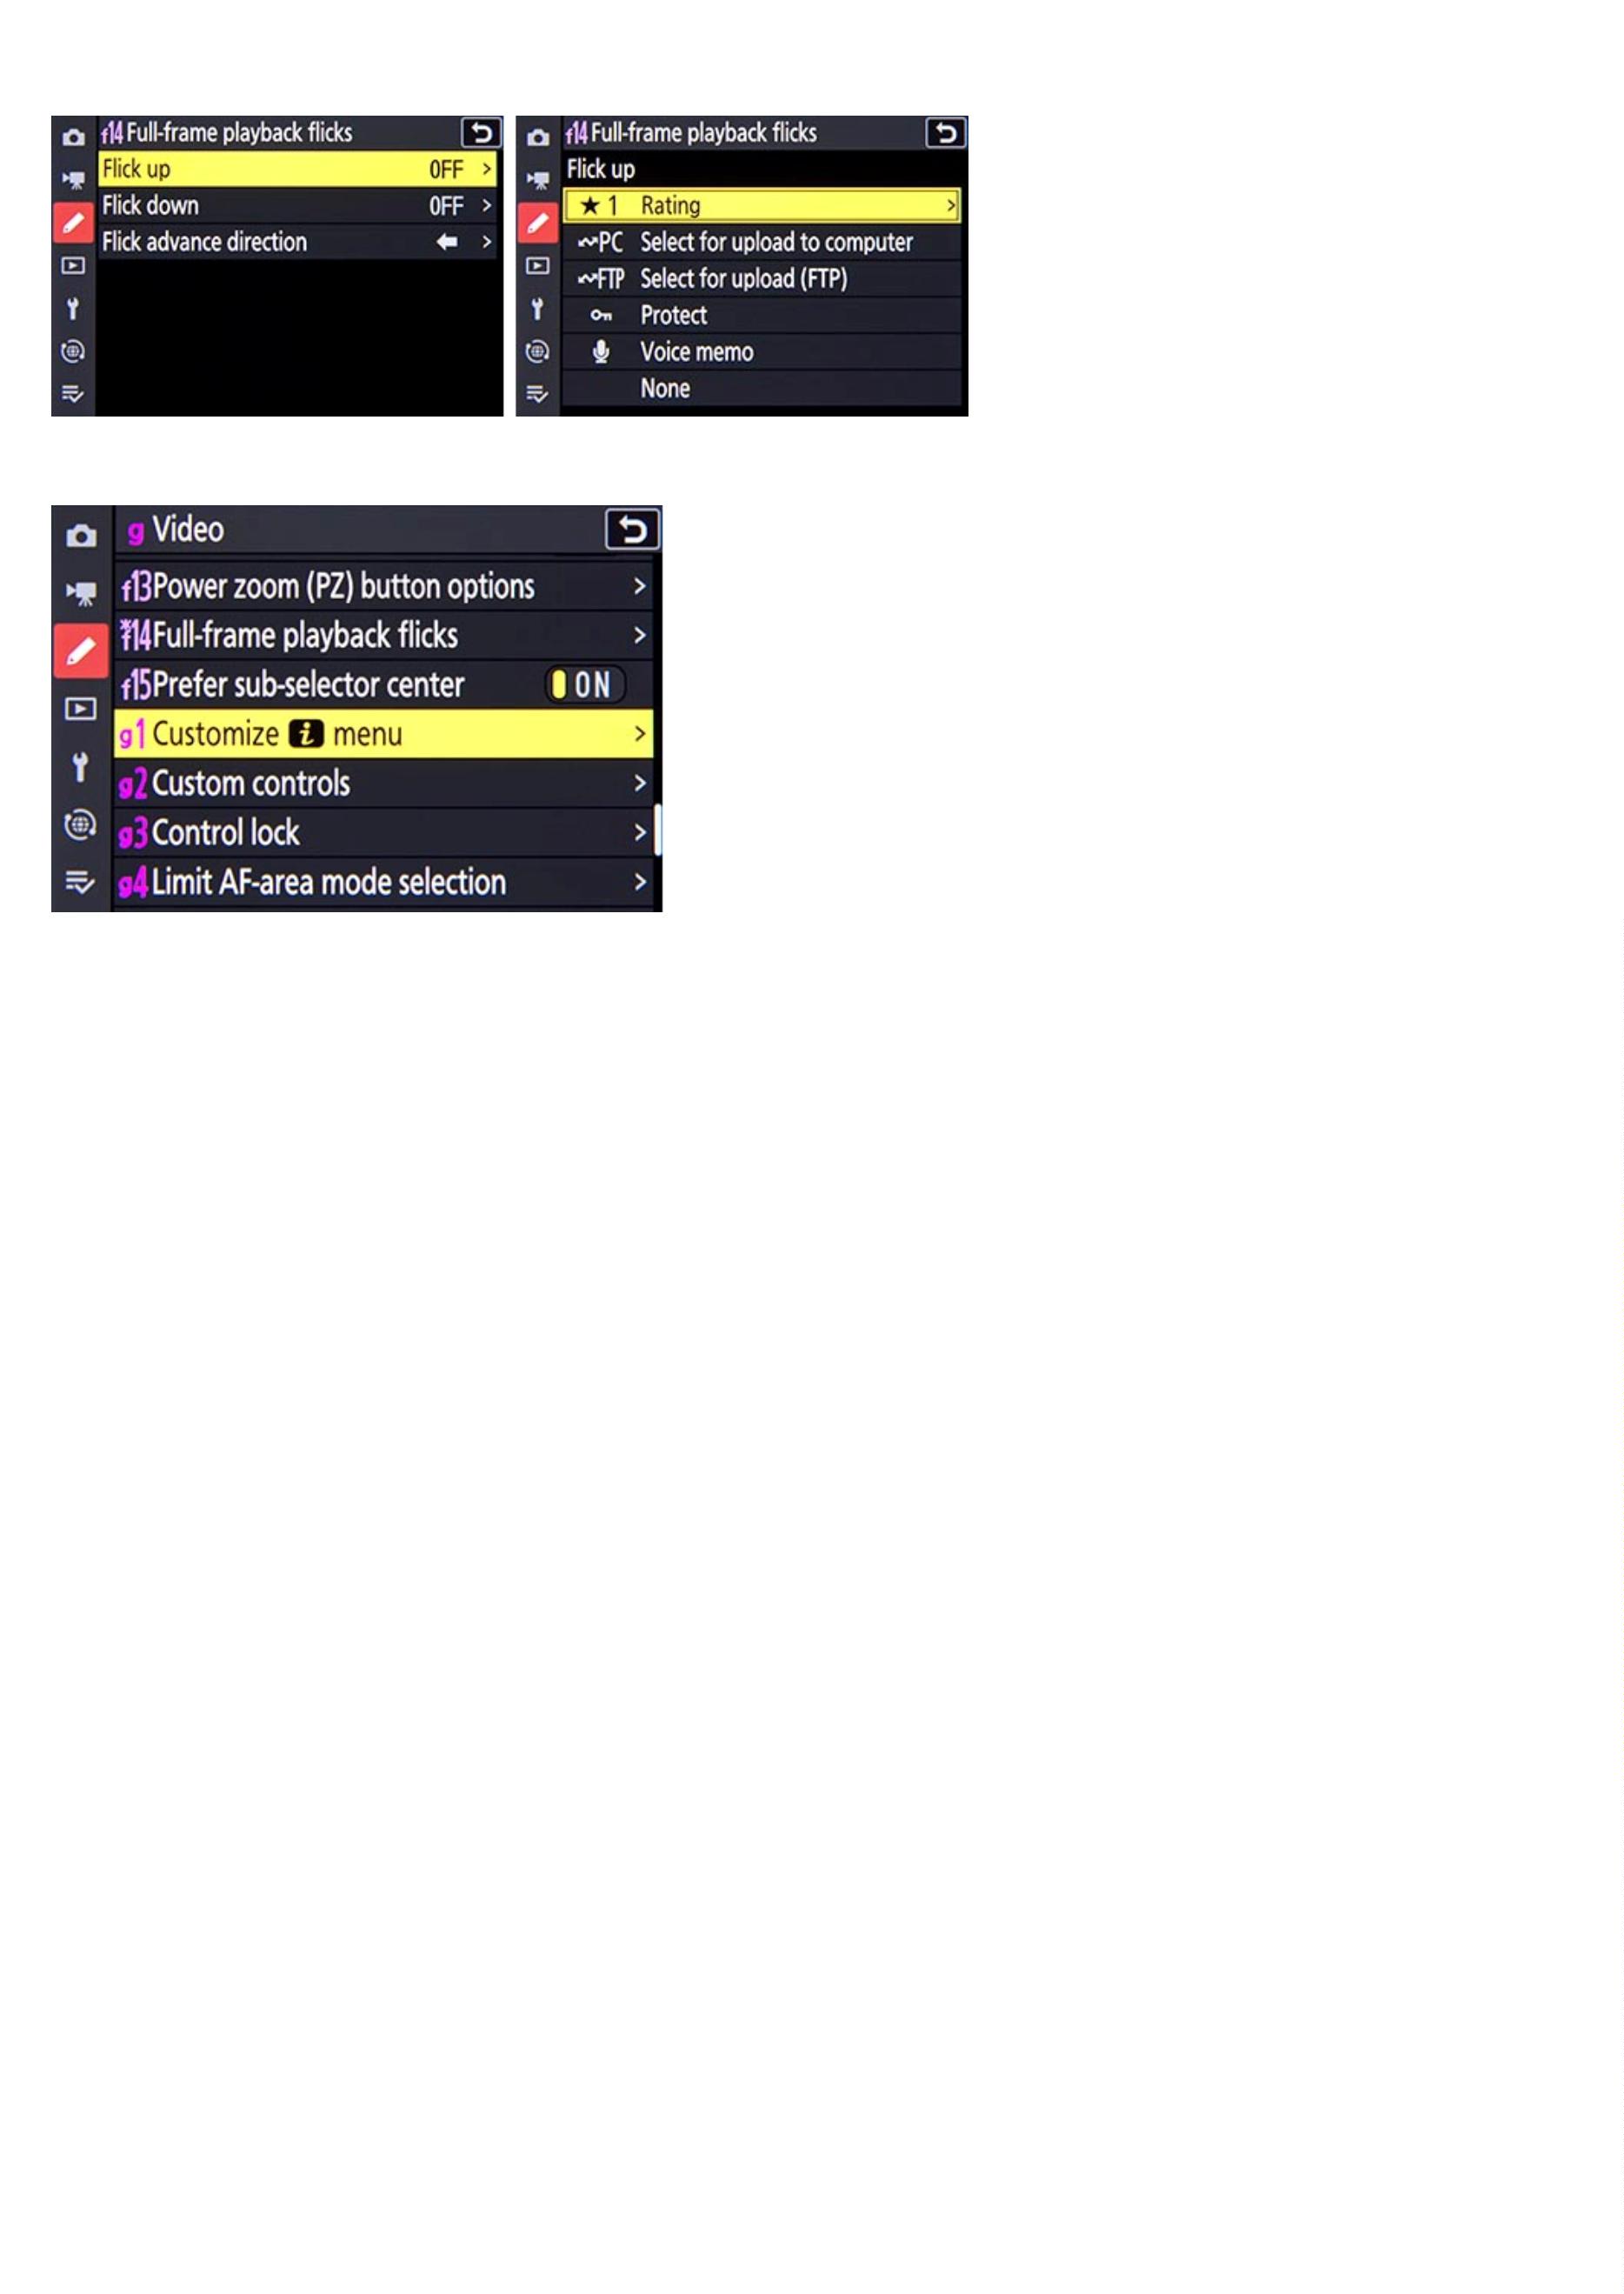 f14 Full-frame playback flicks
Flick up OFF >
Flick down OFF >
Flick advance direction >
f14 Full-frame playback flicks
Flick up
★ 1 Rating >
PC Select for upload to computer
FTP Select for upload (FTP)
Protect
Voice memo
None
g Video
f13 Power zoom (PZ) button options >
*f14 Full-frame playback flicks >
f15 Prefer sub-selector center ON
g1 Customize i menu >
g2 Custom controls >
g3 Control lock >
g4 Limit AF-area mode selection >